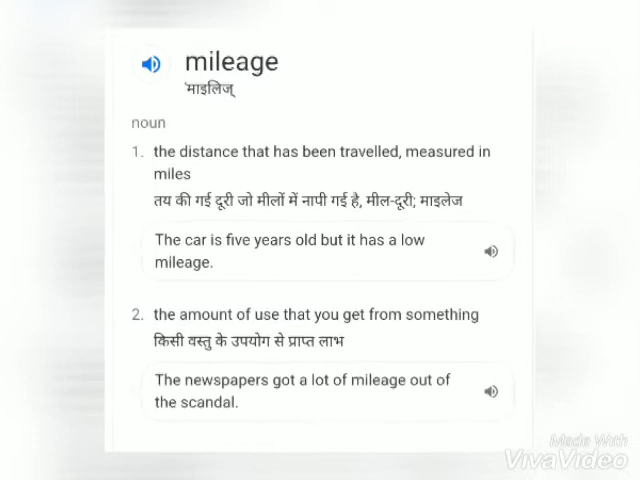 mileage
'माइलिज्
noun
1. the distance that has been travelled, measured in
miles
तय की गई दूरी जो मीलों में नापी गई है, मील-दूरी; माइलेज
The car is five years old but it has a low
mileage.
2. the amount of use that you get from something
किसी वस्तु के उपयोग से प्राप्त लाभ
The newspapers got a lot of mileage out of
the scandal.
Made With
VivaVideo